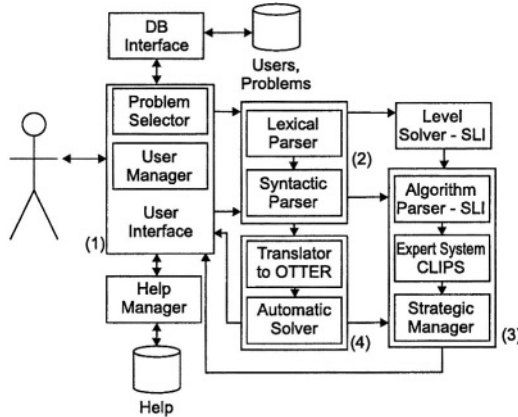 DB
Interface
Users,
Problems
Problem
Selector
User
Manager
User
Interface
(1)
Help
Manager
Help
Lexical
Parser
(2)
Syntactic
Parser
Translator
to OTTER
Automatic
Solver
(4)
Level
Solver - SLI
Algorithm
Parser - SLI
Expert System
CLIPS
Strategic
Manager
(3)